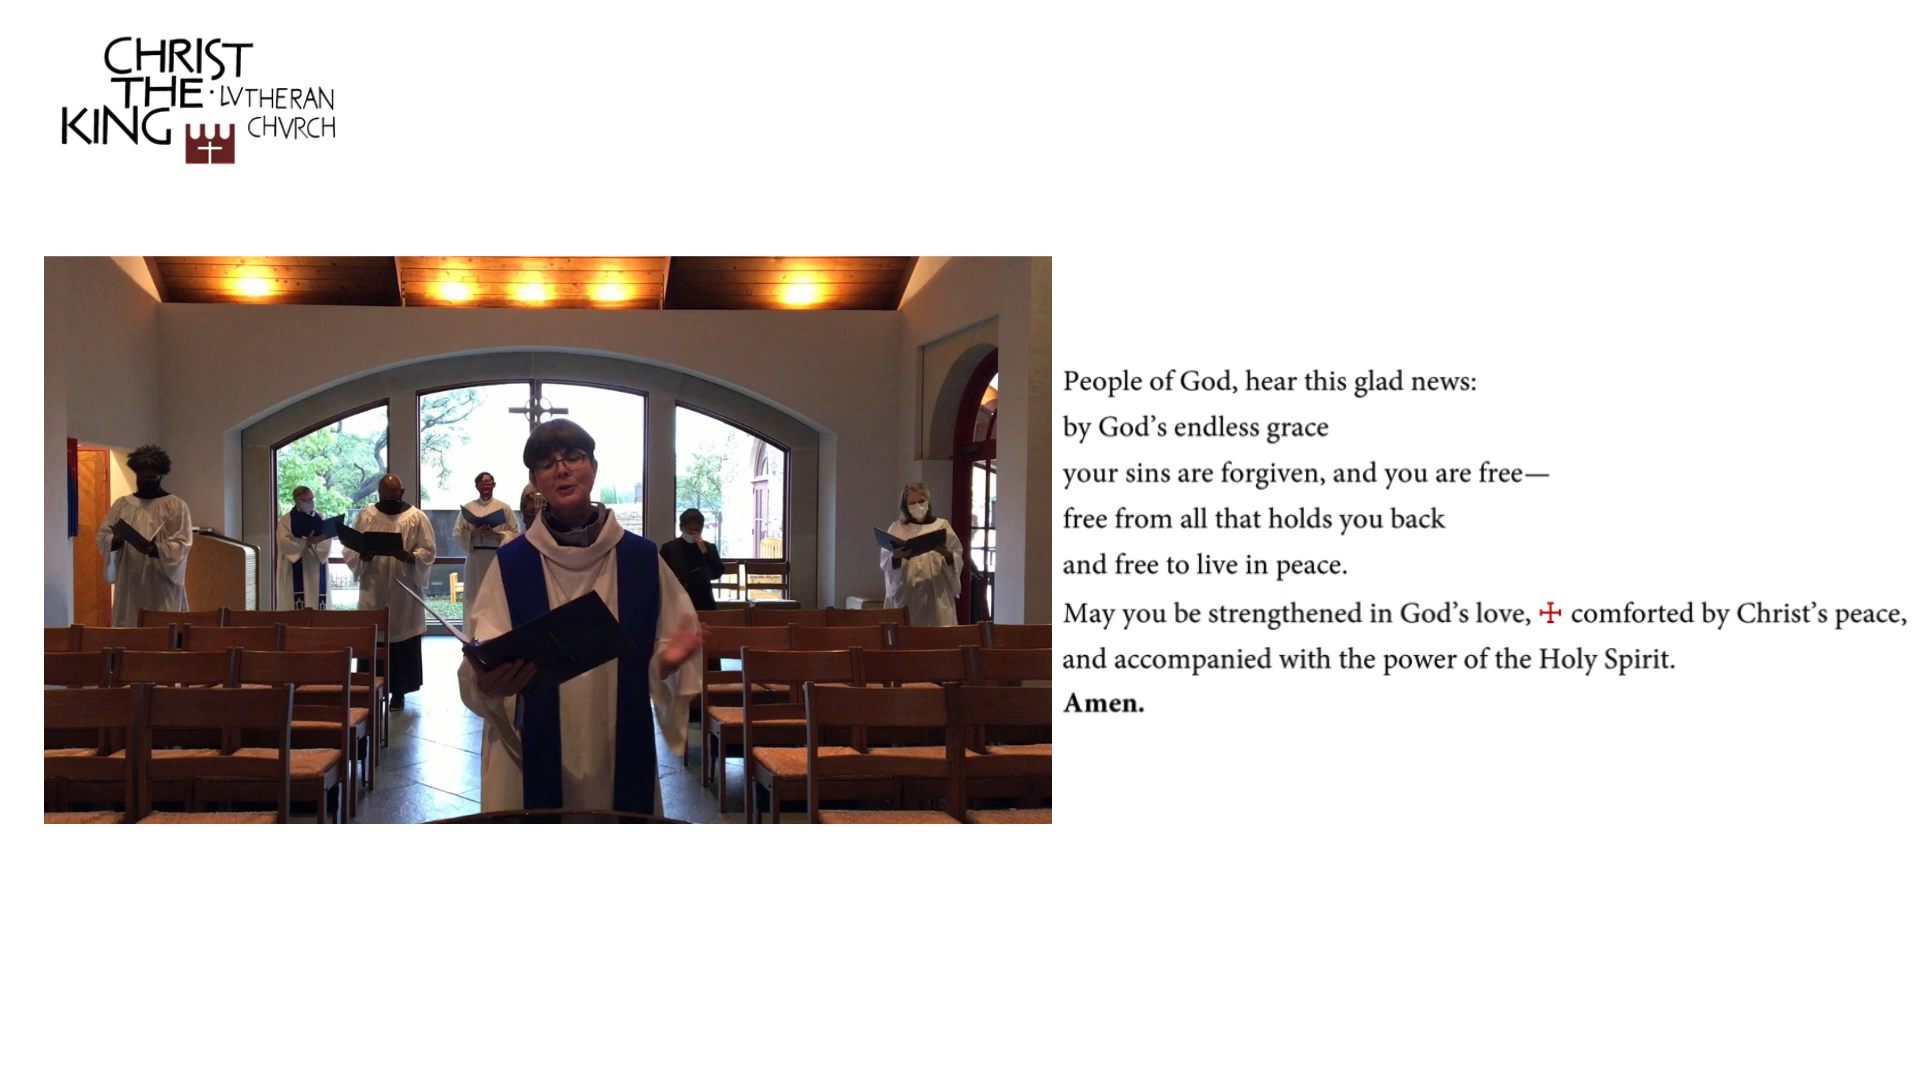 CHRIST
THE · LVTHERAN
KING CHVRCH
People of God, hear this glad news:
by God’s endless grace
your sins are forgiven, and you are free—
free from all that holds you back
and free to live in peace.
May you be strengthened in God’s love, ☩ comforted by Christ’s peace,
and accompanied with the power of the Holy Spirit.
Amen.